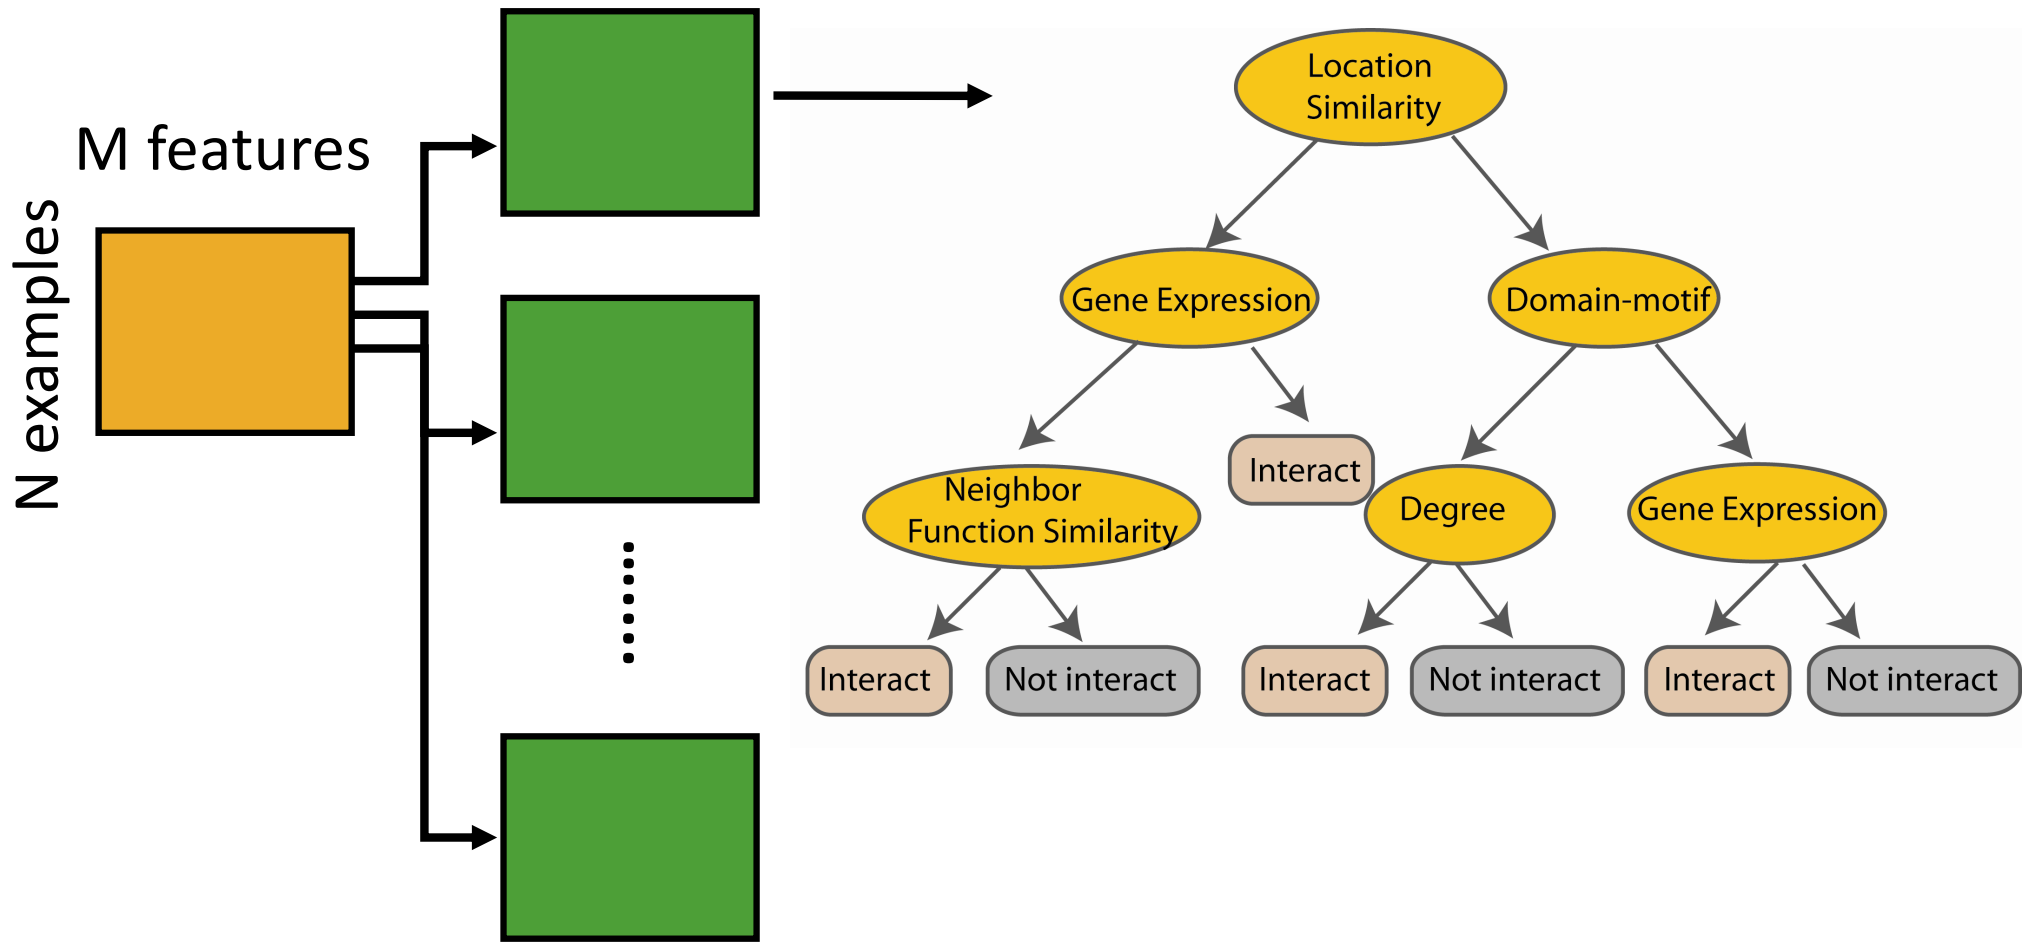 M features
N examples
Location
Similarity
Gene Expression
Domain-motif
Interact
Neighbor
Function Similarity
Degree
Gene Expression
Interact
Not interact
Interact
Not interact
Interact
Not interact